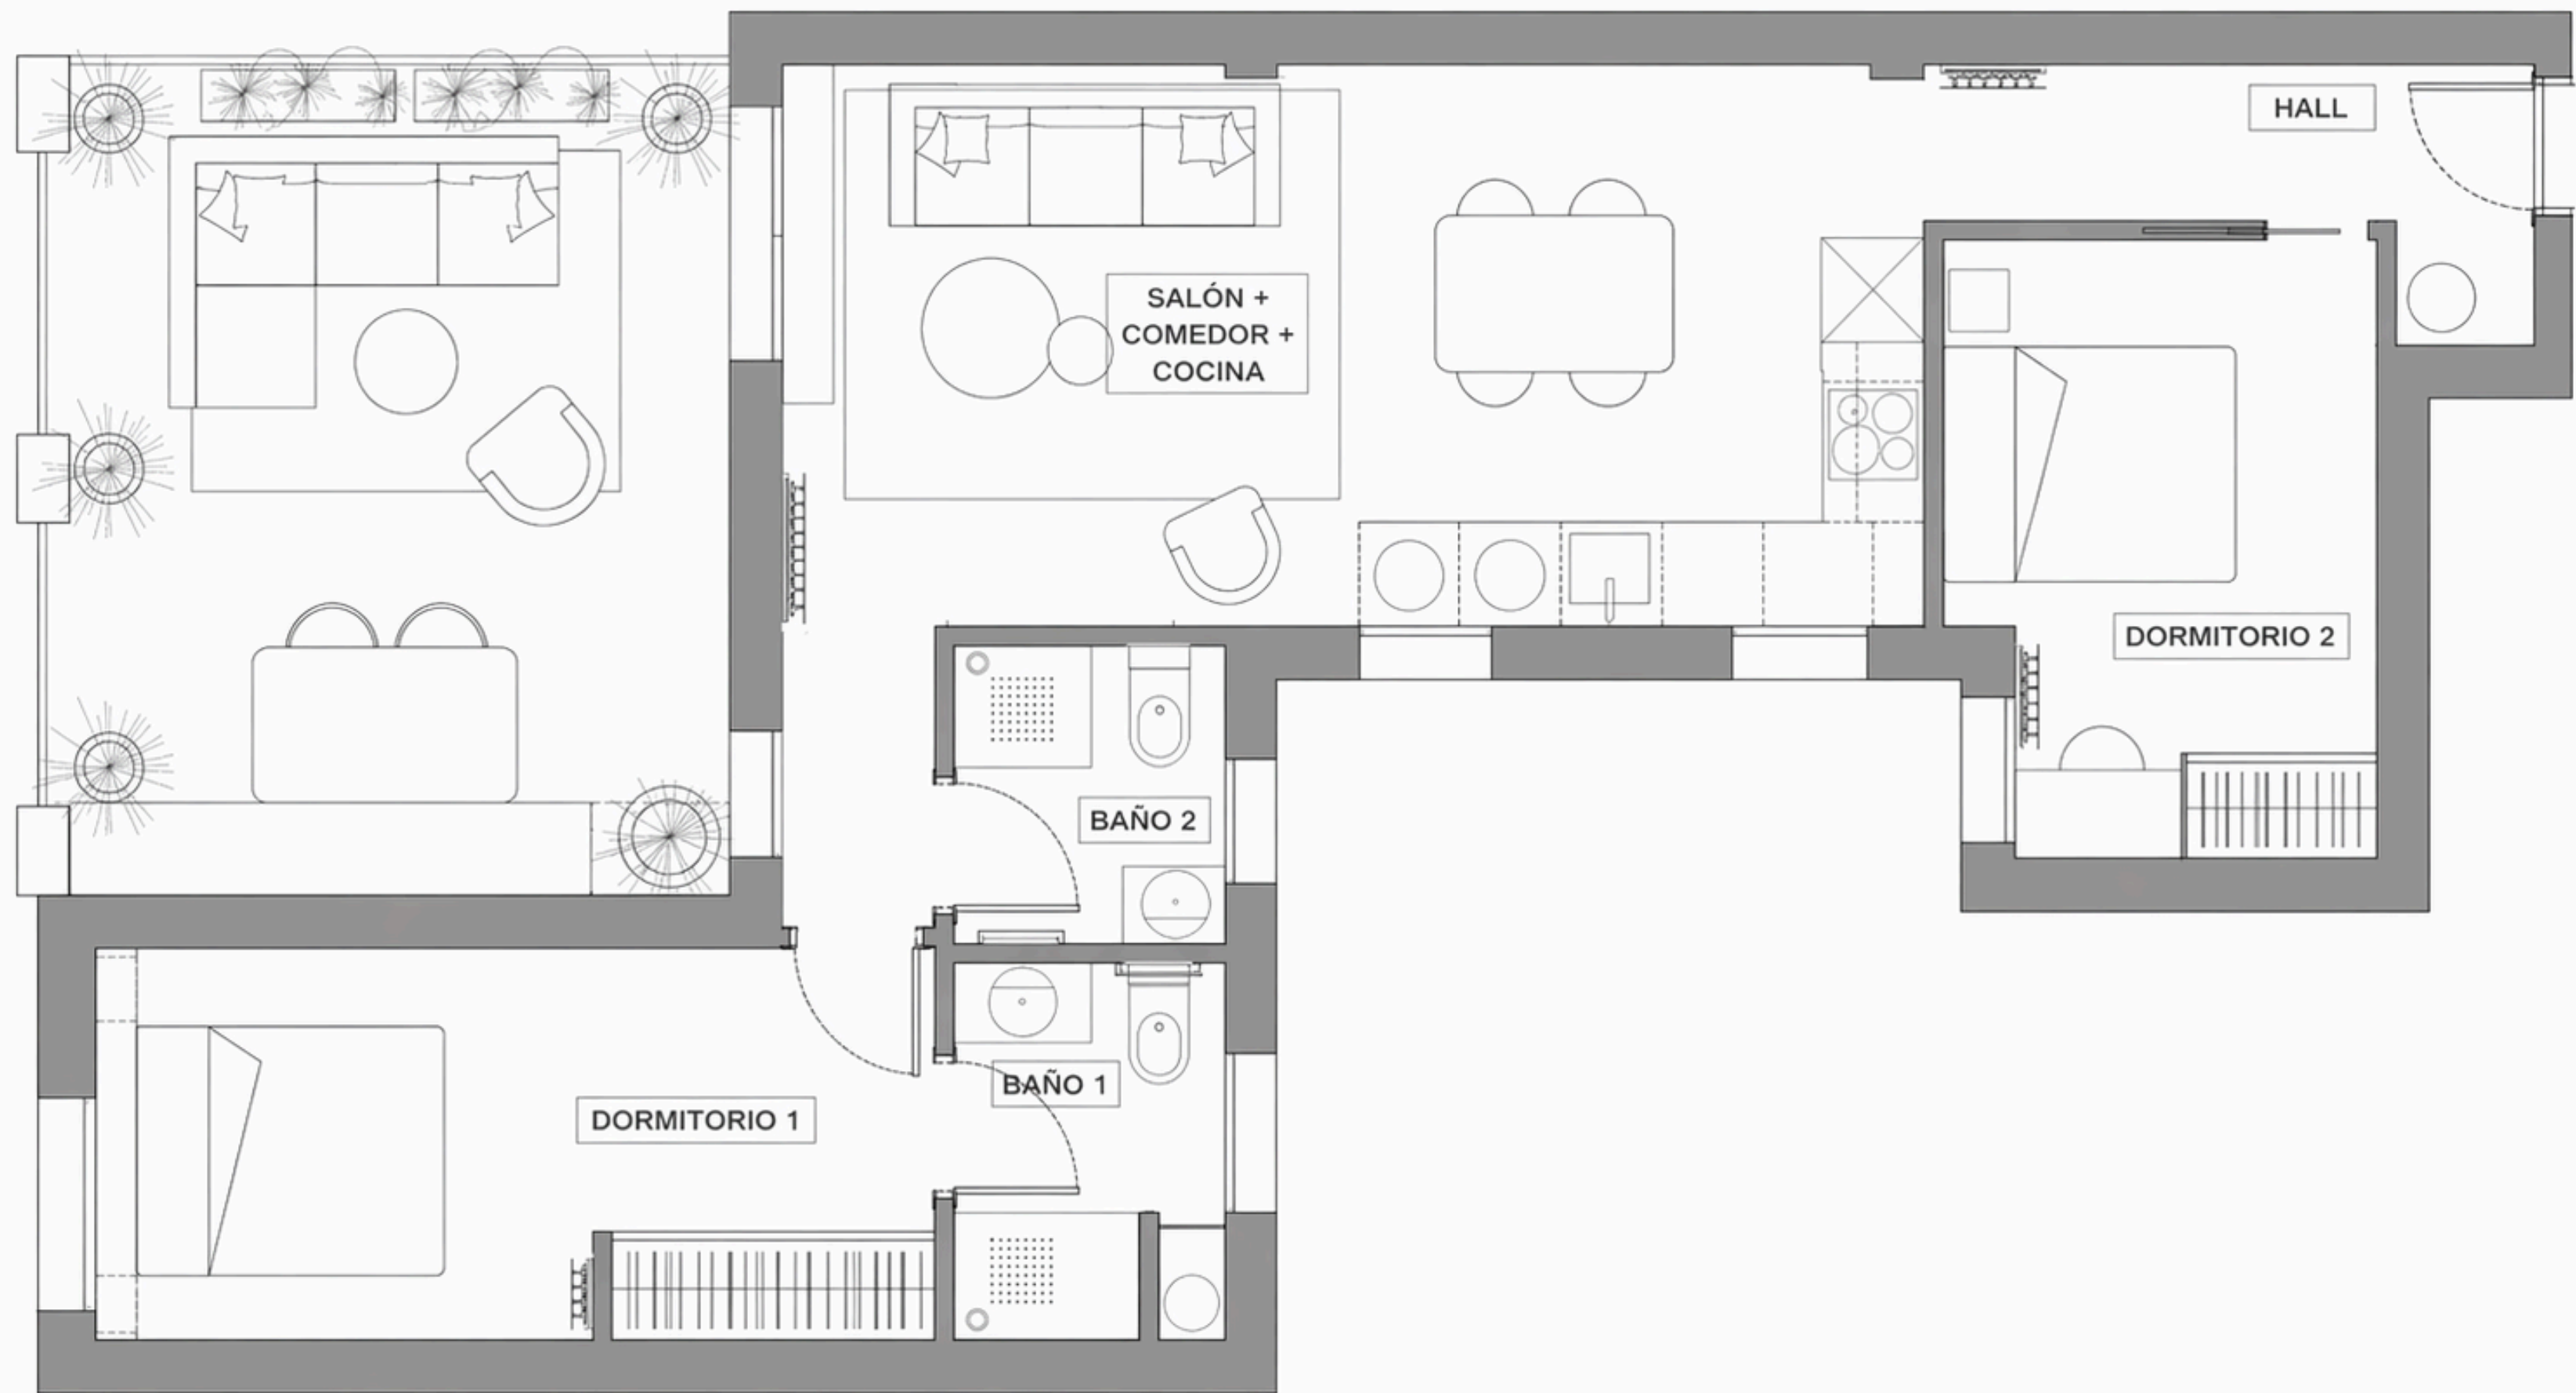 HALL
SALÓN +
COMEDOR +
COCINA
DORMITORIO 2
BAÑO 2
BAÑO 1
DORMITORIO 1